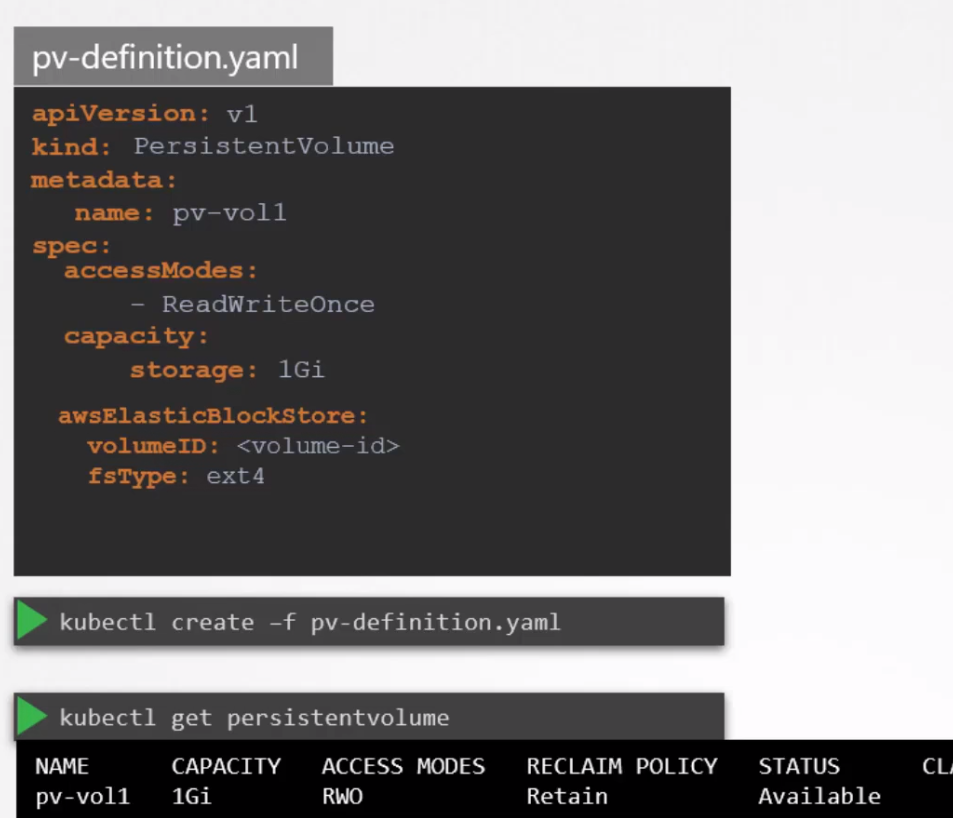 pv-definition.yaml
apiVersion: v1
kind: PersistentVolume
metadata:
name: pv-vol1
spec:
accessModes:
- ReadWriteOnce
capacity:
storage: 1Gi
awsElasticBlockStore:
volumeID: <volume-id>
fsType: ext4
kubectl create –f pv-definition.yaml
kubectl get persistentvolume
NAME CAPACITY ACCESS MODES RECLAIM POLICY STATUS
pv-vol1 1Gi RWO Retain Available